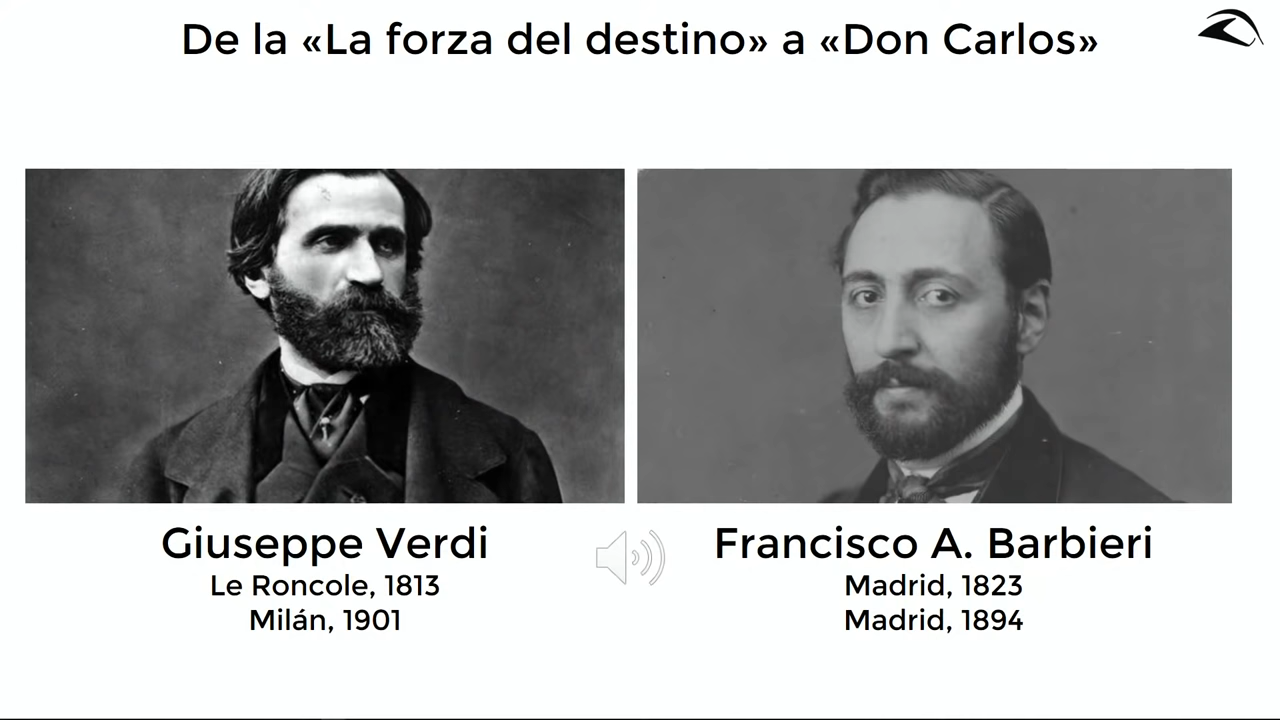 De la «La forza del destino» a «Don Carlos»
Giuseppe Verdi
Le Roncole, 1813
Milán, 1901
Francisco A. Barbieri
Madrid, 1823
Madrid, 1894